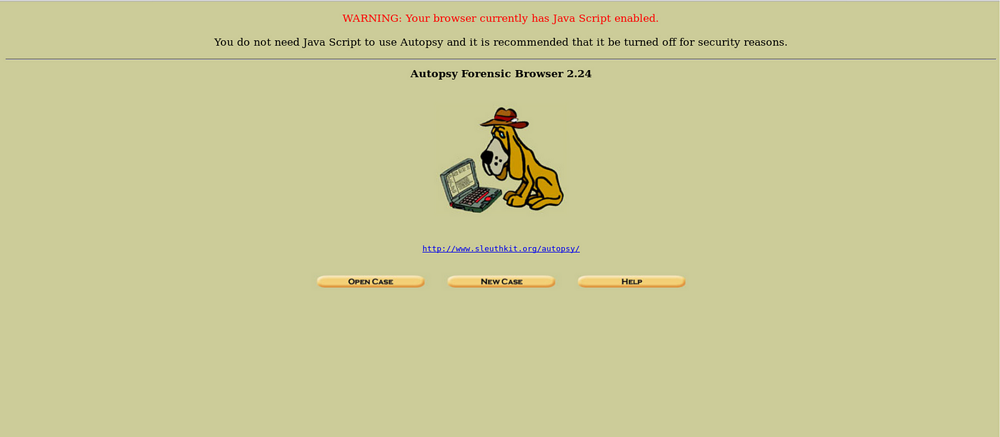 WARNING: Your browser currently has Java Script enabled.
You do not need Java Script to use Autopsy and it is recommended that it be turned off for security reasons.
Autopsy Forensic Browser 2.24
http://www.sleuthkit.org/autopsy/
OPEN CASE NEW CASE HELP